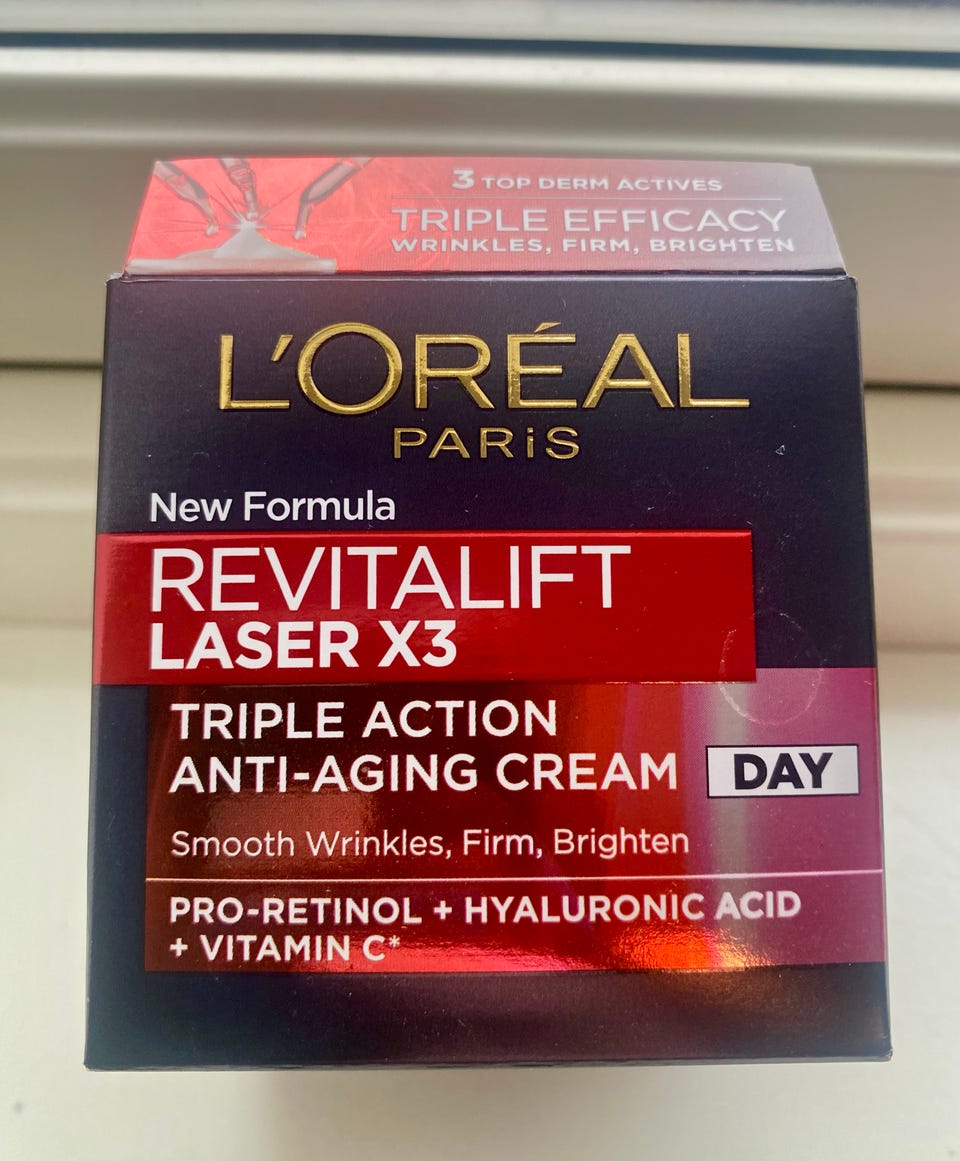 3 TOP DERM ACTIVES
TRIPLE EFFICACY
WRINKLES, FIRM, BRIGHTEN
L'ORÉAL
PARiS
New Formula
REVITALIFT
LASER X3
TRIPLE ACTION
ANTI-AGING CREAM DAY
Smooth Wrinkles, Firm, Brighten
PRO-RETINOL + HYALURONIC ACID
+ VITAMIN C*